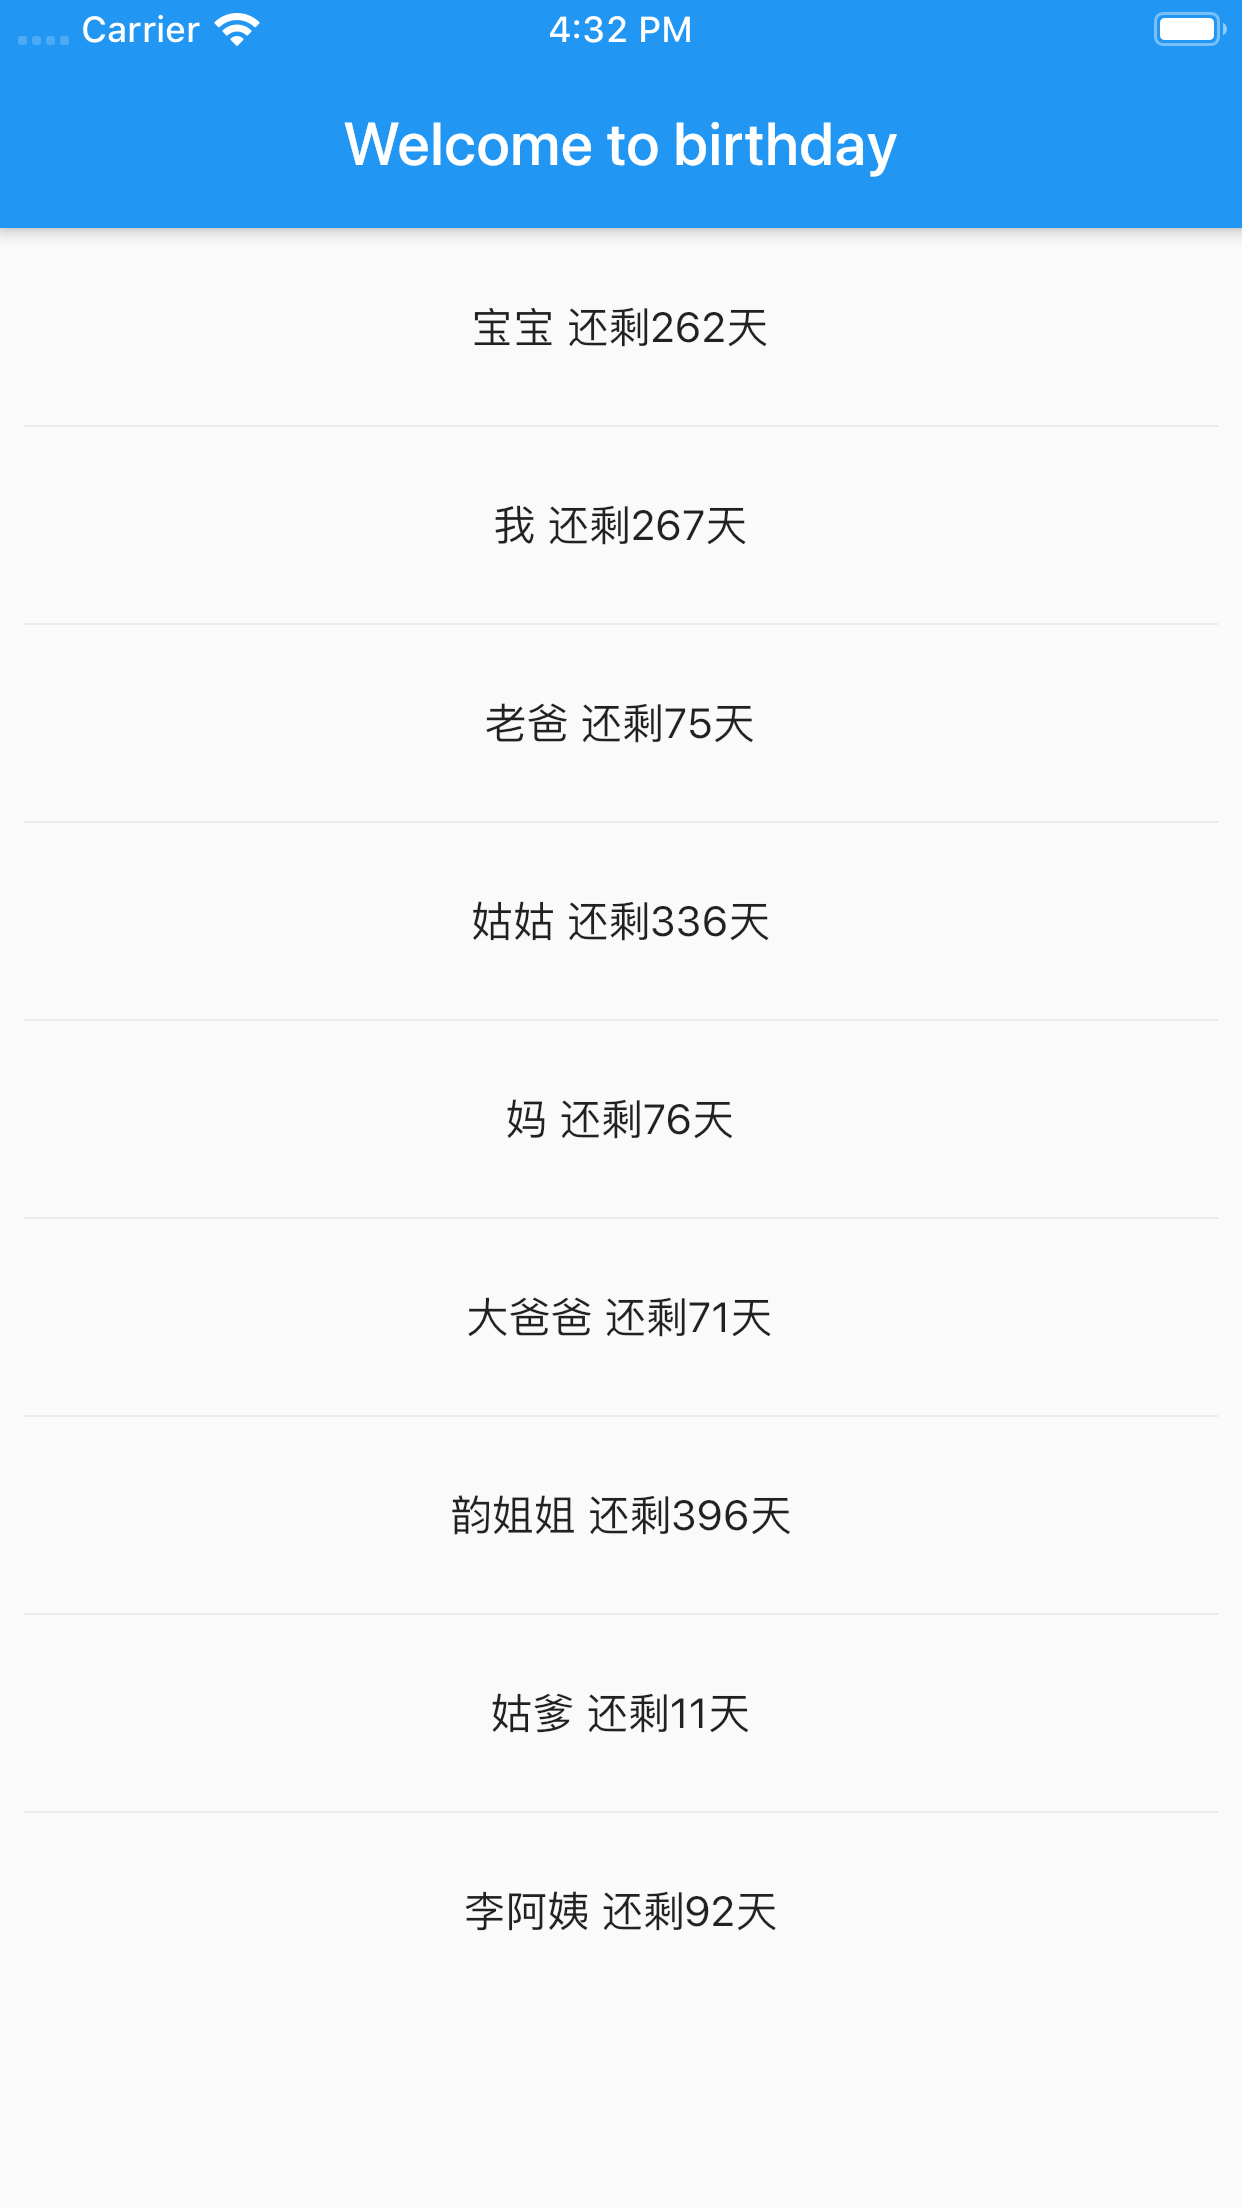 Carrier 4:32 PM
Welcome to birthday
宝宝 还剩262天
我 还剩267天
老爸 还剩75天
姑姑 还剩336天
妈 还剩76天
大爸爸 还剩71天
韵姐姐 还剩396天
姑爹 还剩11天
李阿姨 还剩92天